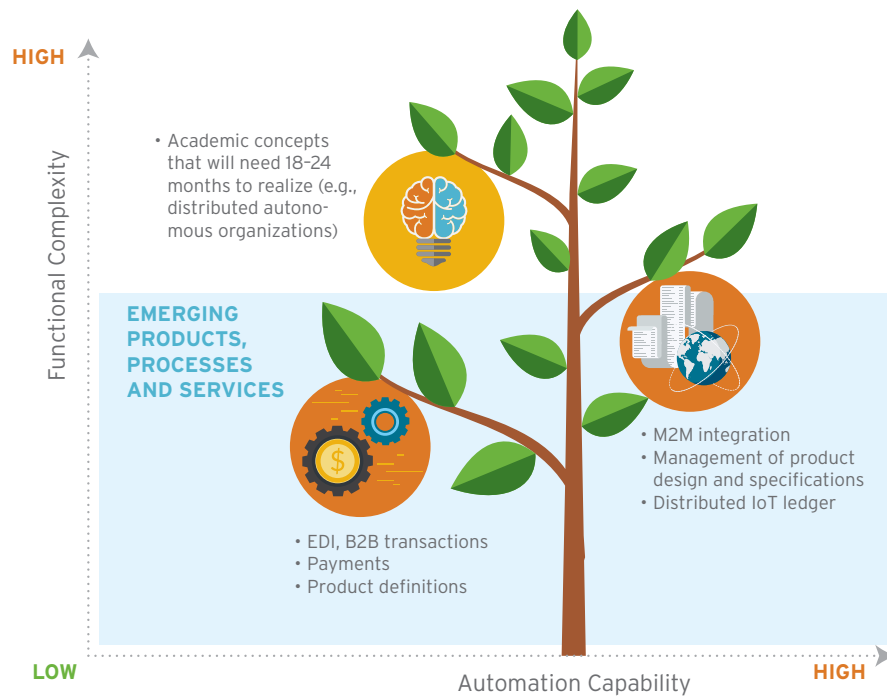 HIGH
Functional Complexity
• Academic concepts
that will need 18–24
months to realize (e.g.,
distributed autono-
mous organizations)
EMERGING
PRODUCTS,
PROCESSES
AND SERVICES
$
• M2M integration
• Management of product
design and specifications
• Distributed IoT ledger
• EDI, B2B transactions
• Payments
• Product definitions
LOW
Automation Capability
HIGH